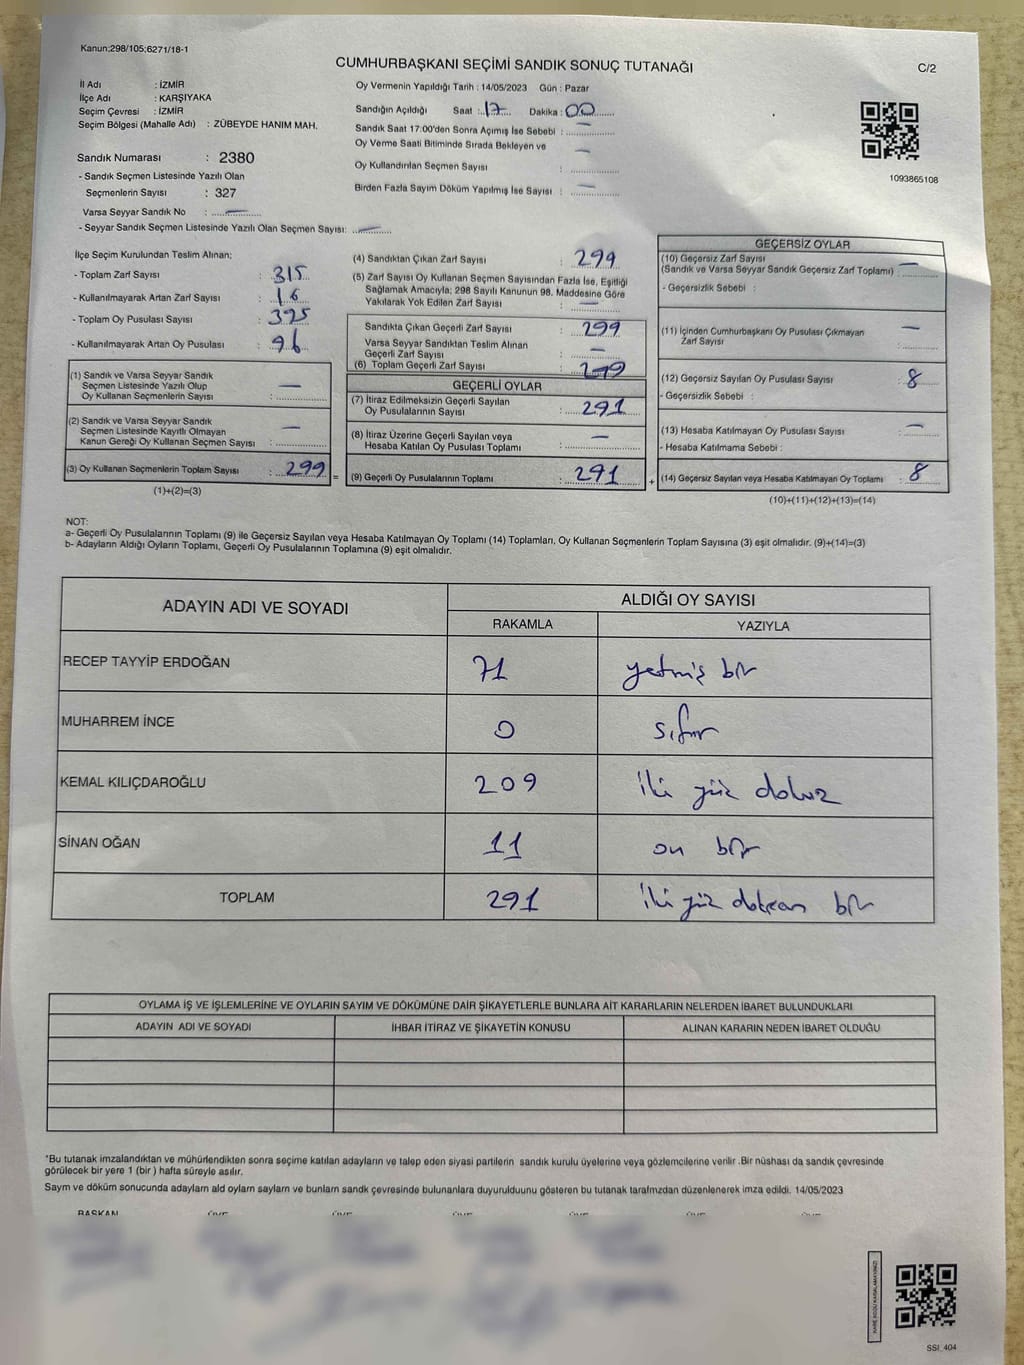 Kanun:298/105;6271/18-1
CUMHURBAŞKANI SEÇİMİ SANDIK SONUÇ TUTANAĞI
C/2
İl Adı : İZMİR
İlçe Adı : KARŞIYAKA
Seçim Çevresi : İZMİR
Seçim Bölgesi (Mahalle Adı) : ZÜBEYDE HANIM MAH.
Oy Vermenin Yapıldığı Tarih : 14/05/2023 Gün : Pazar
Sandığın Açıldığı Saat : 17 Dakika : 00
Sandık Saat 17:00'den Sonra Açımış İse Sebebi : —
Oy Verme Saati Bitiminde Sırada Bekleyen ve
Oy Kullandırılan Seçmen Sayısı : —
Birden Fazla Sayım Döküm Yapılmış İse Sayısı : —
1093865108
Sandık Numarası : 2380
- Sandık Seçmen Listesinde Yazılı Olan
Seçmenlerin Sayısı : 327
Varsa Seyyar Sandık No : —
- Seyyar Sandık Seçmen Listesinde Yazılı Olan Seçmen Sayısı: —
İlçe Seçim Kurulundan Teslim Alınan:
- Toplam Zarf Sayısı : 315
- Kullanılmayarak Artan Zarf Sayısı : 16
- Toplam Oy Pusulası Sayısı : 395
- Kullanılmayarak Artan Oy Pusulası : 96
(1) Sandık ve Varsa Seyyar Sandık
Seçmen Listesinde Yazılı Olup
Oy Kullanan Seçmenlerin Sayısı : —
(2) Sandık ve Varsa Seyyar Sandık
Seçmen Listesinde Kayıtlı Olmayan
Kanun Gereği Oy Kullanan Seçmen Sayısı : —
(3) Oy Kullanan Seçmenlerin Toplam Sayısı : 299 =
(1)+(2)=(3)
(4) Sandıktan Çıkan Zarf Sayısı : 299
(5) Zarf Sayısı Oy Kullanan Seçmen Sayısından Fazla İse, Eşitliği
Sağlamak Amacıyla; 298 Sayılı Kanunun 98. Maddesine Göre
Yakılarak Yok Edilen Zarf Sayısı : —
Sandıkta Çıkan Geçerli Zarf Sayısı : 299
Varsa Seyyar Sandıktan Teslim Alınan
Geçerli Zarf Sayısı : —
(6) Toplam Geçerli Zarf Sayısı : 299
GEÇERLİ OYLAR
(7) İtiraz Edilmeksizin Geçerli Sayılan
Oy Pusulalarının Sayısı : 291
(8) İtiraz Üzerine Geçerli Sayılan veya
Hesaba Katılan Oy Pusulası Toplamı : —
(9) Geçerli Oy Pusulalarının Toplamı : 291 +
GEÇERSİZ OYLAR
(10) Geçersiz Zarf Sayısı
(Sandık ve Varsa Seyyar Sandık Geçersiz Zarf Toplamı) : —
- Geçersizlik Sebebi :
(11) İçinden Cumhurbaşkanı Oy Pusulası Çıkmayan
Zarf Sayısı : —
(12) Geçersiz Sayılan Oy Pusulası Sayısı : 8
- Geçersizlik Sebebi :
(13) Hesaba Katılmayan Oy Pusulası Sayısı : —
- Hesaba Katılmama Sebebi :
(14) Geçersiz Sayılan veya Hesaba Katılmayan Oy Toplamı : 8
(10)+(11)+(12)+(13)=(14)
NOT:
a- Geçerli Oy Pusulalarının Toplamı (9) ile Geçersiz Sayılan veya Hesaba Katılmayan Oy Toplamı (14) Toplamları, Oy Kullanan Seçmenlerin Toplam Sayısına (3) eşit olmalıdır. (9)+(14)=(3)
b- Adayların Aldığı Oyların Toplamı, Geçerli Oy Pusulalarının Toplamına (9) eşit olmalıdır.
ADAYIN ADI VE SOYADI ALDIĞI OY SAYISI
RAKAMLA YAZIYLA
RECEP TAYYİP ERDOĞAN 71 yetmiş bir
MUHARREM İNCE 0 sıfır
KEMAL KILIÇDAROĞLU 209 iki yüz dokuz
SİNAN OĞAN 11 on bir
TOPLAM 291 iki yüz doksan bir
OYLAMA İŞ VE İŞLEMLERİNE VE OYLARIN SAYIM VE DÖKÜMÜNE DAİR ŞİKAYETLERLE BUNLARA AİT KARARLARIN NELERDEN İBARET BULUNDUKLARI
ADAYIN ADI VE SOYADI İHBAR İTİRAZ VE ŞİKAYETİN KONUSU ALINAN KARARIN NEDEN İBARET OLDUĞU
*Bu tutanak imzalandıktan ve mühürlendikten sonra seçime katılan adayların ve talep eden siyasi partilerin sandık kurulu üyelerine veya gözlemcilerine verilir .Bir nüshası da sandık çevresinde
görülecek bir yere 1 (bir ) hafta süreyle asılır.
Sayım ve döküm sonucunda adayların ald oyların sayları ve bunların sandk çevresinde bulunanlara duyurulduunu gösteren bu tutanak tarafmzdan düzenlenerek imza edildi. 14/05/2023
BAŞKAN ÜYE ÜYE ÜYE ÜYE ÜYE ÜYE
SSI_404